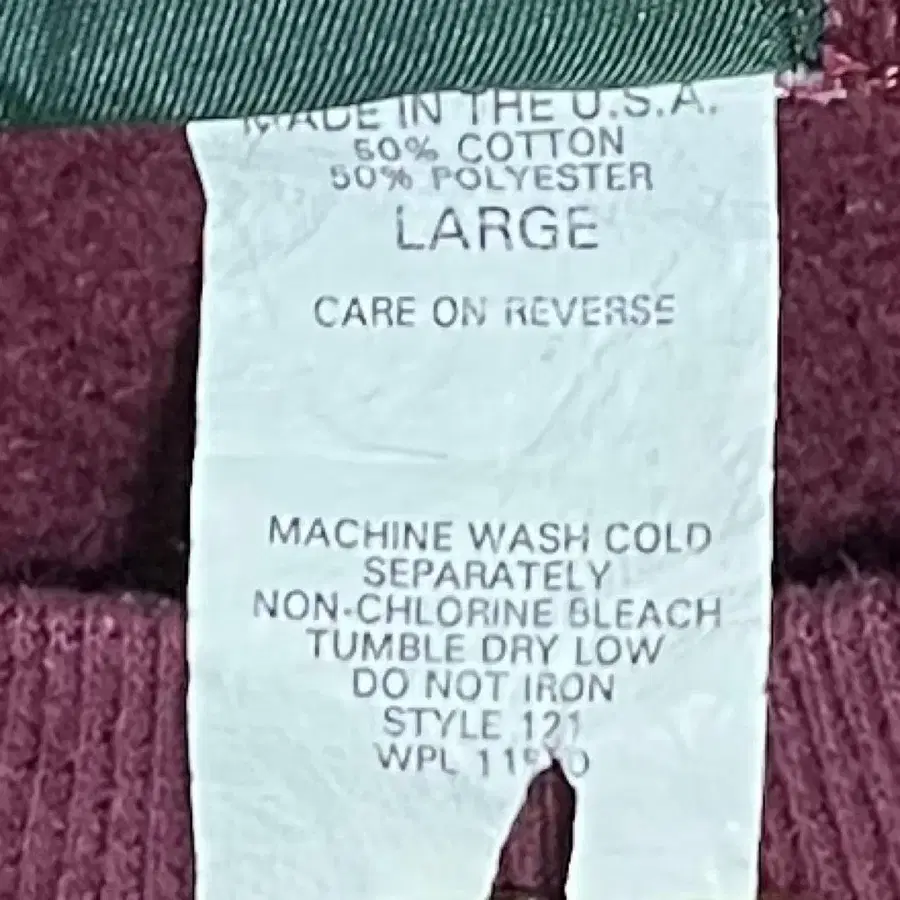 MADE IN THE U.S.A.
50% COTTON
50% POLYESTER
LARGE
CARE ON REVERSE
MACHINE WASH COLD
SEPARATELY
NON-CHLORINE BLEACH
TUMBLE DRY LOW
DO NOT IRON
STYLE 121
WPL